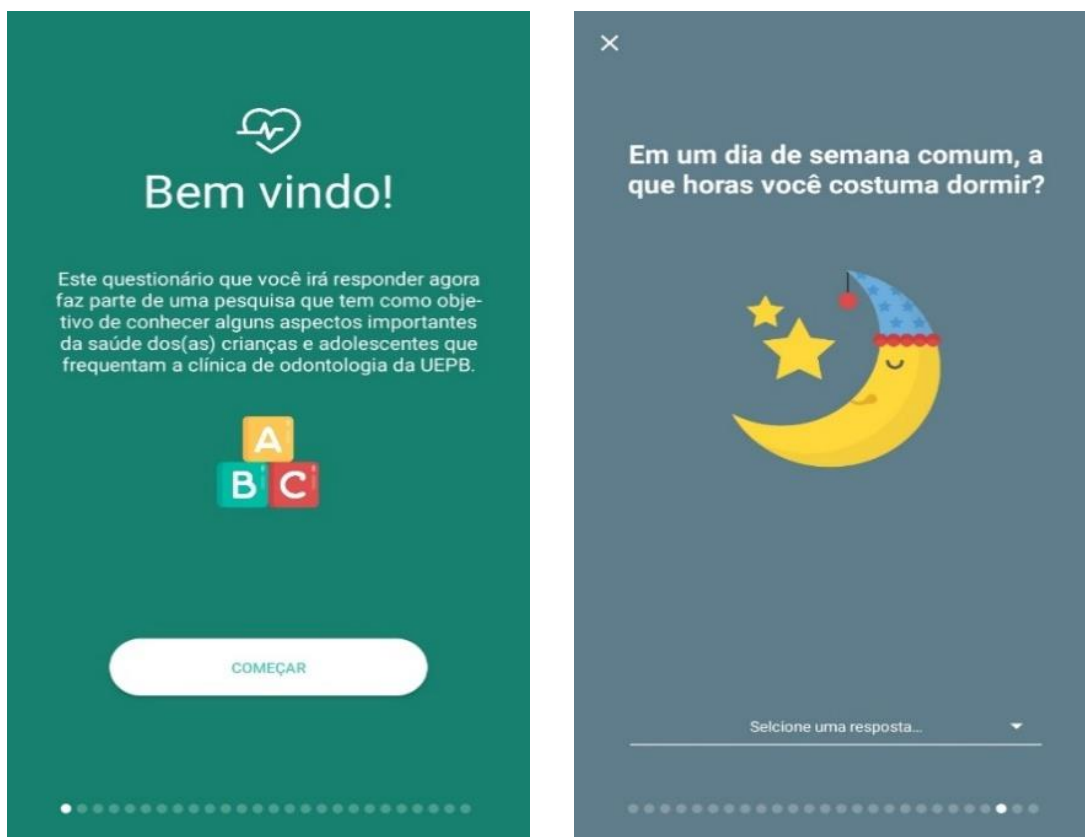 Bem vindo!
Este questionário que você irá responder agora
faz parte de uma pesquisa que tem como obje-
tivo de conhecer alguns aspectos importantes
da saúde dos(as) crianças e adolescentes que
frequentam a clínica de odontologia da UEPB.
A
B C
COMEÇAR
Em um dia de semana comum, a
que horas você costuma dormir?
Selcione uma resposta...